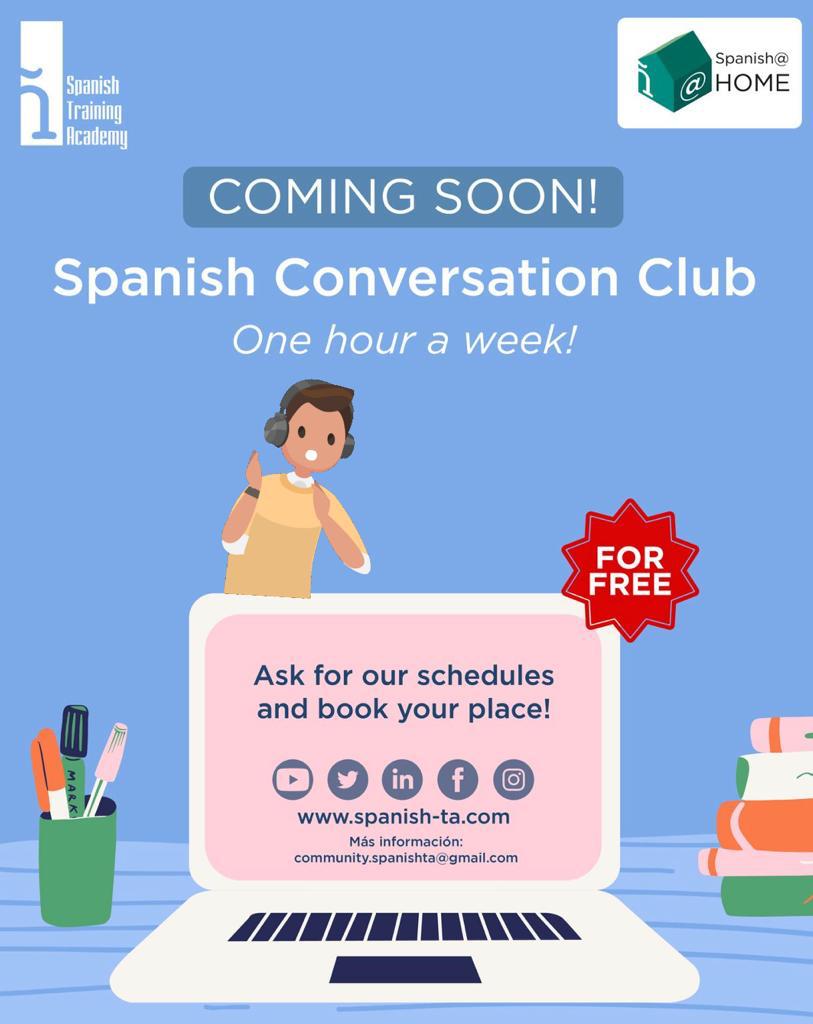 Spanish
Training
Academy
Spanish@
HOME
COMING SOON!
Spanish Conversation Club
One hour a week!
FOR
FREE
Ask for our schedules
and book your place!
www.spanish-ta.com
Más información:
community.spanishta@gmail.com
MARK